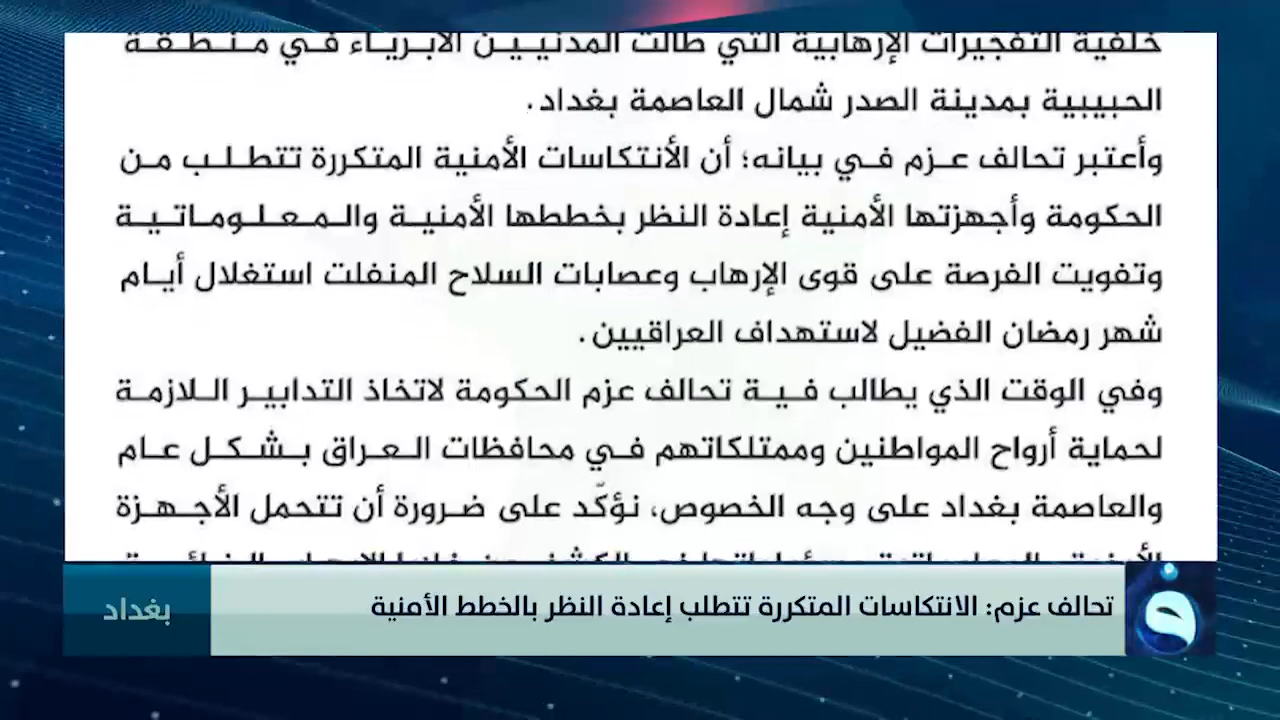 خلفية التفجيرات الإرهابية التي طالت المدنيين الابرياء في منطقة
الحبيبية بمدينة الصدر شمال العاصمة بغداد.
وأعتبر تحالف عزم في بيانه؛ أن الأنتكاسات الأمنية المتكررة تتطلب من
الحكومة وأجهزتها الأمنية إعادة النظر بخططها الأمنية والمعلوماتية
وتفويت الفرصة على قوى الإرهاب وعصابات السلاح المنفلت استغلال أيام
شهر رمضان الفضيل لاستهداف العراقيين.
وفي الوقت الذي يطالب فية تحالف عزم الحكومة لاتخاذ التدابير اللازمة
لحماية أرواح المواطنين وممتلكاتهم في محافظات العراق بشكل عام
والعاصمة بغداد على وجه الخصوص، نؤكّد على ضرورة أن تتحمل الأجهزة
تحالف عزم: الانتكاسات المتكررة تتطلب إعادة النظر بالخطط الأمنية
بغداد